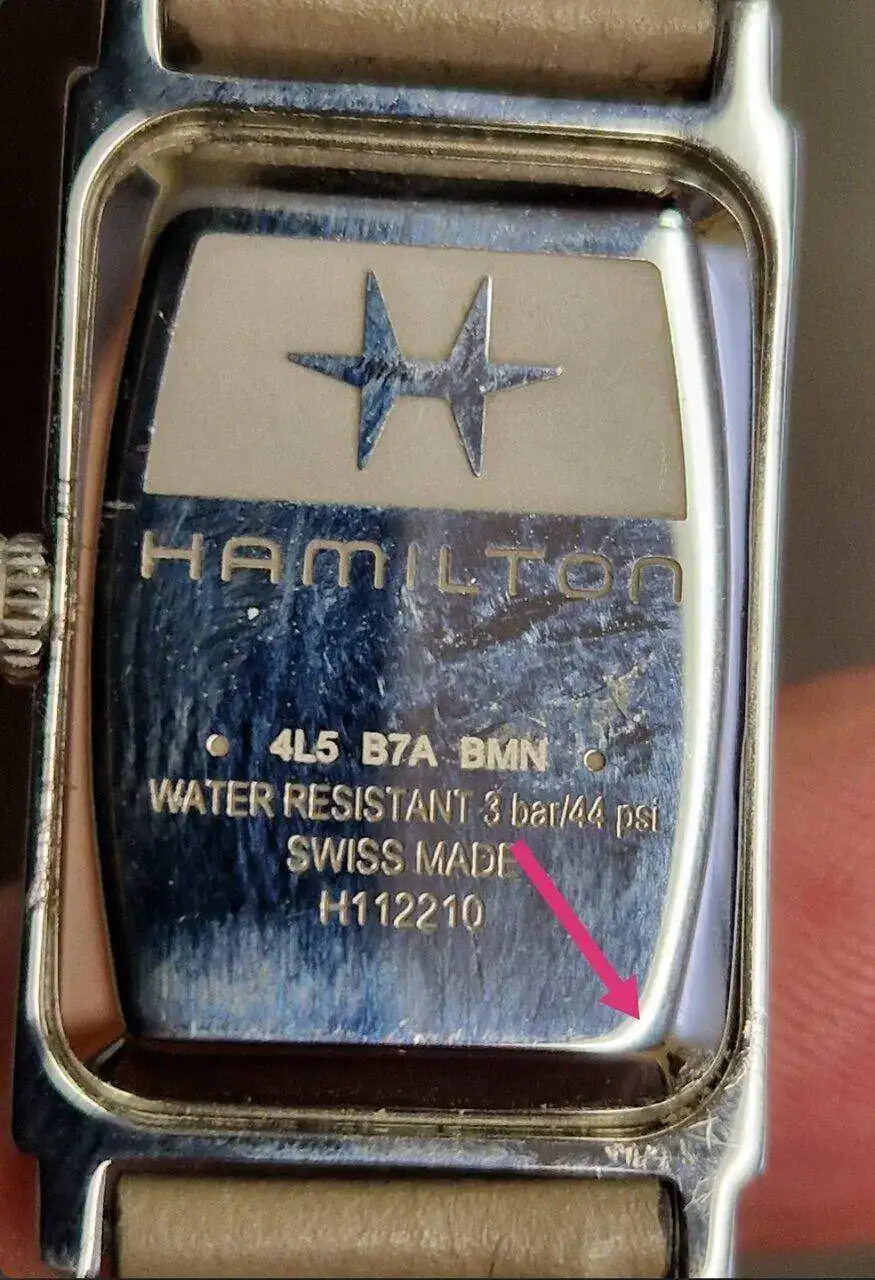 HAMILTON
• 4L5 B7A BMN •
WATER RESISTANT 3 bar/44 psi
SWISS MADE
H112210